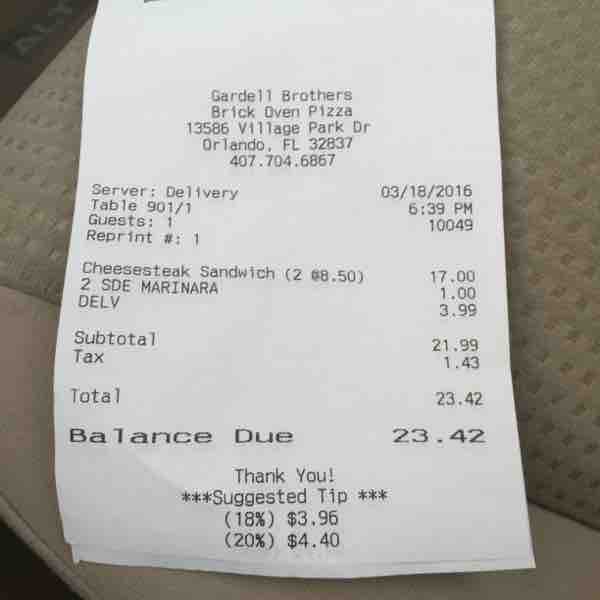 Gardell Brothers
Brick Oven Pizza
13586 Village Park Dr
Orlando, FL 32837
407.704.6867
Server: Delivery 03/18/2016
Table 901/1 6:39 PM
Guests: 1 10049
Reprint #: 1
Cheesesteak Sandwich (2 @8.50) 17.00
2 SDE MARINARA 1.00
DELV 3.99
Subtotal 21.99
Tax 1.43
Total 23.42
Balance Due 23.42
Thank You!
***Suggested Tip ***
(18%) $3.96
(20%) $4.40